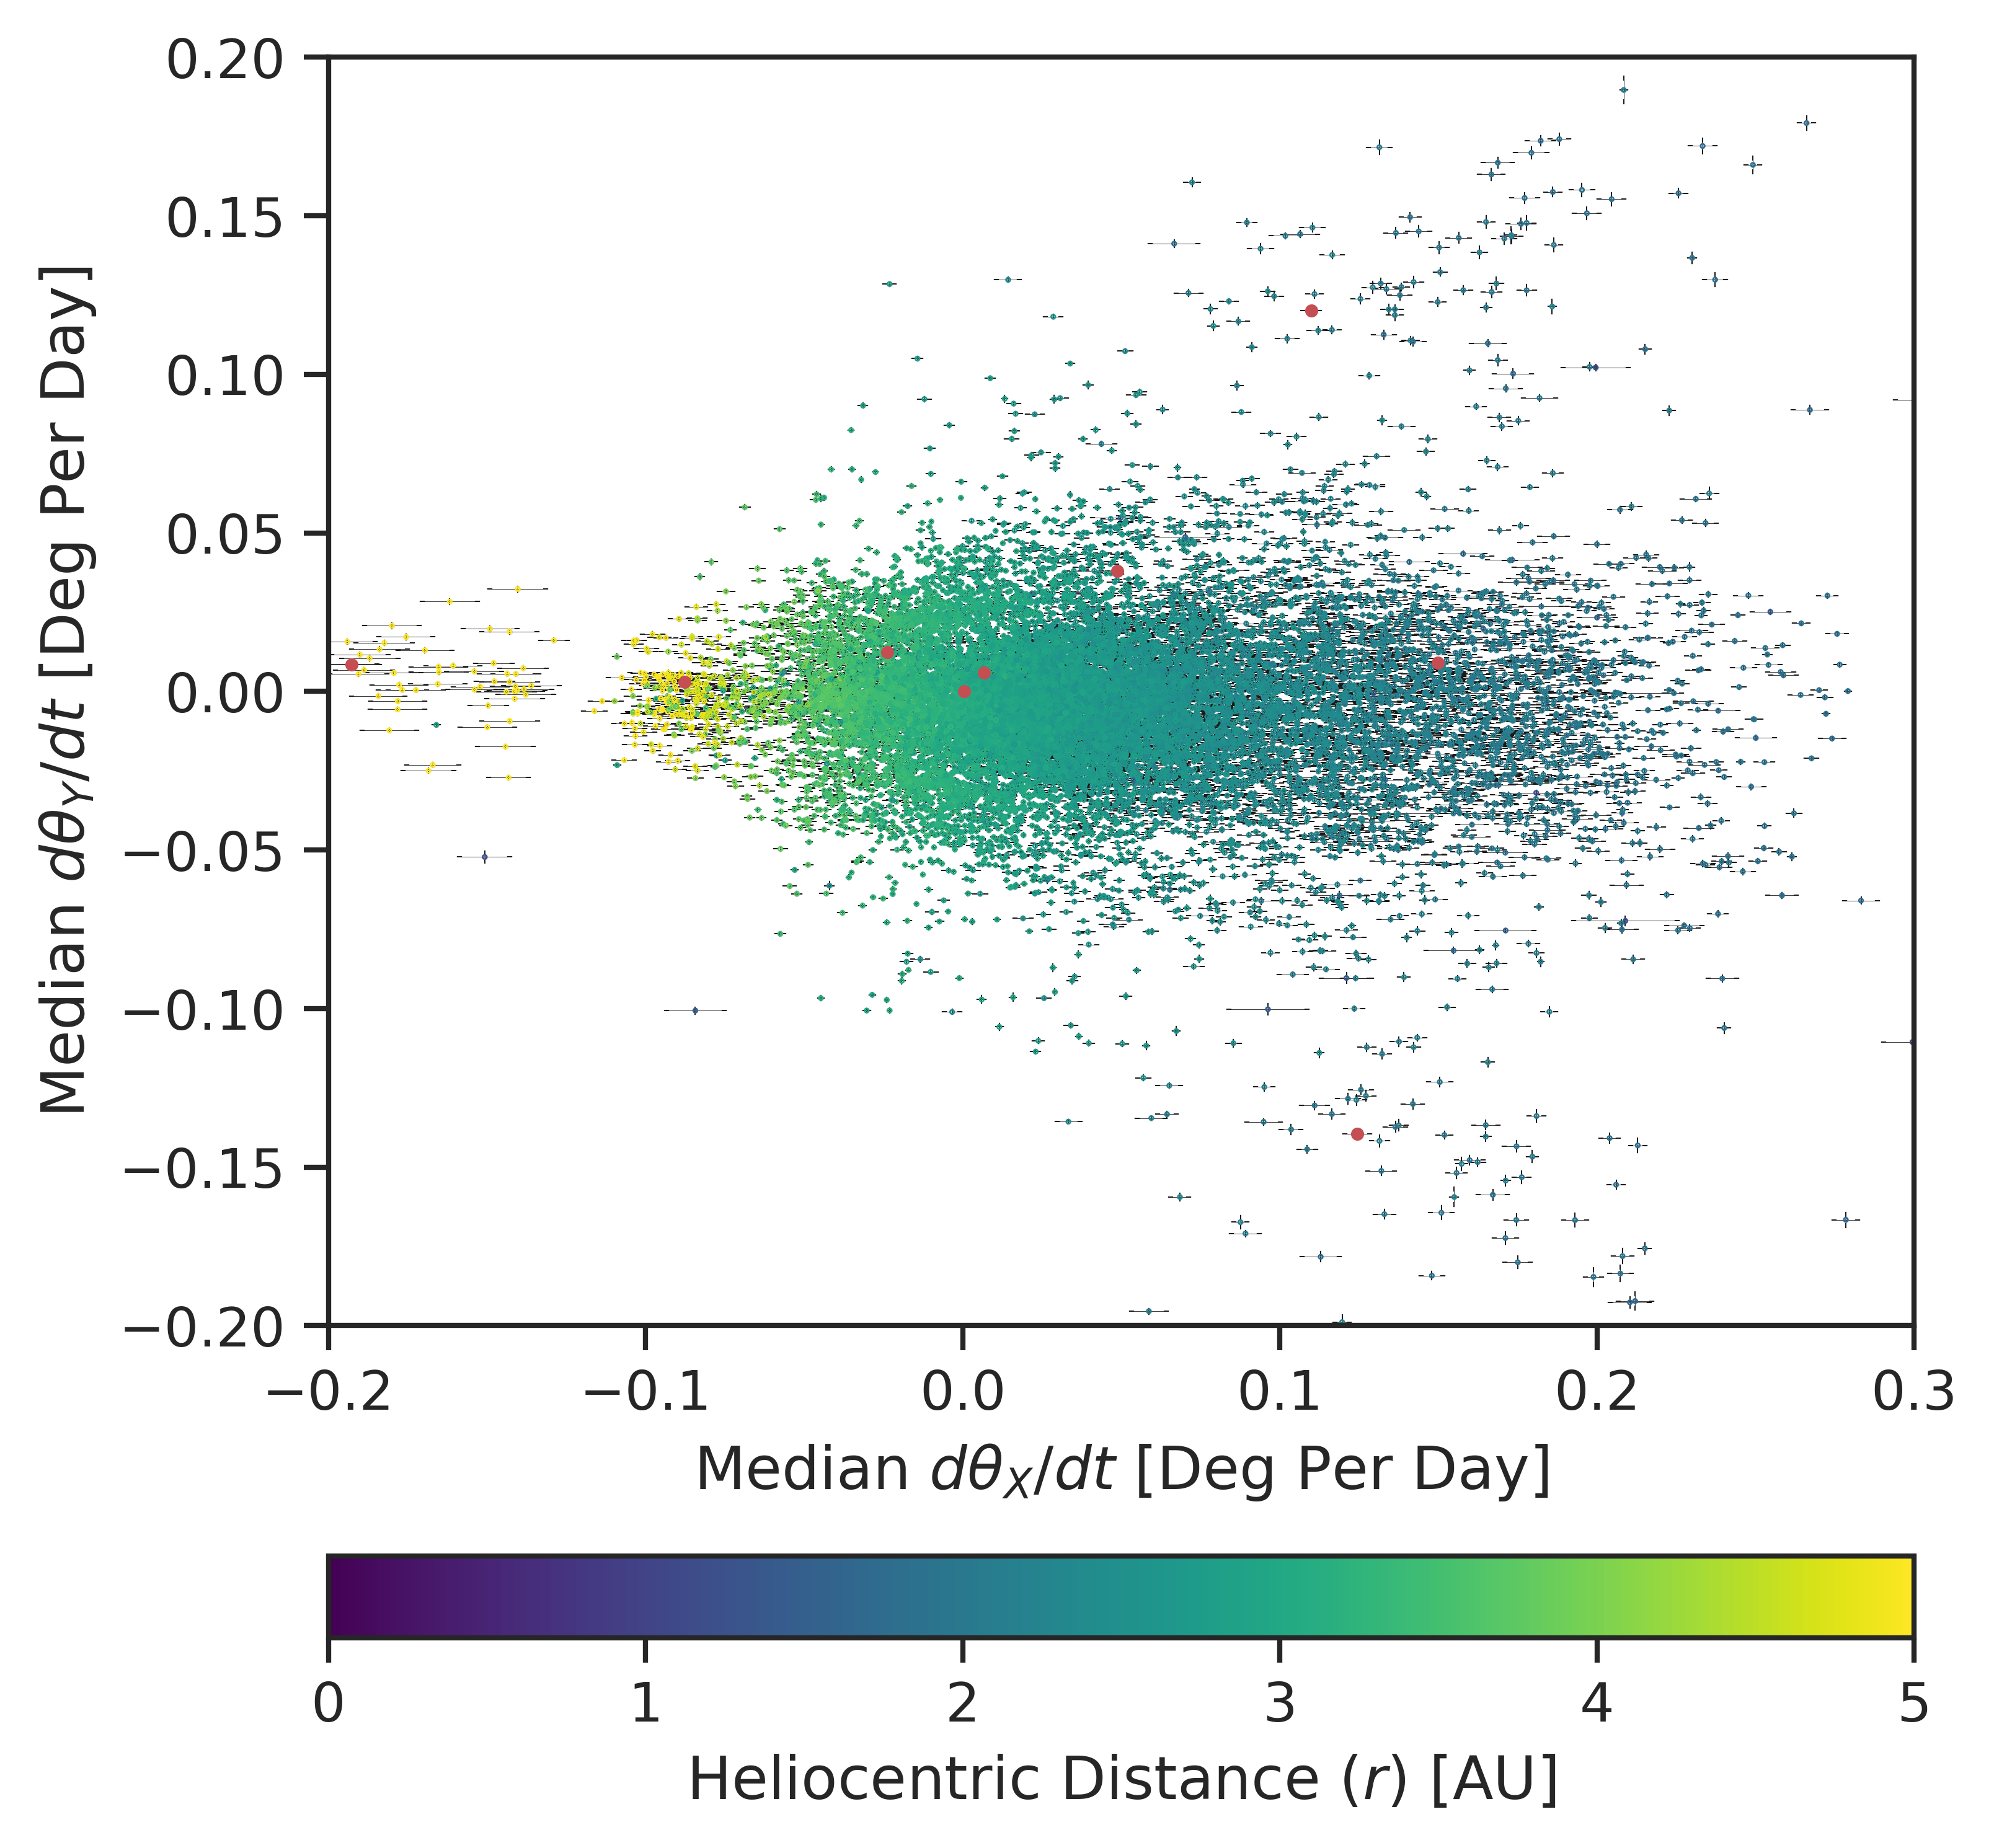 0.20
0.15
0.10
0.05
0.00
−0.05
−0.10
−0.15
−0.20
Median dθY/dt [Deg Per Day]
−0.2 −0.1 0.0 0.1 0.2 0.3
Median dθX/dt [Deg Per Day]
0 1 2 3 4 5
Heliocentric Distance (r) [AU]